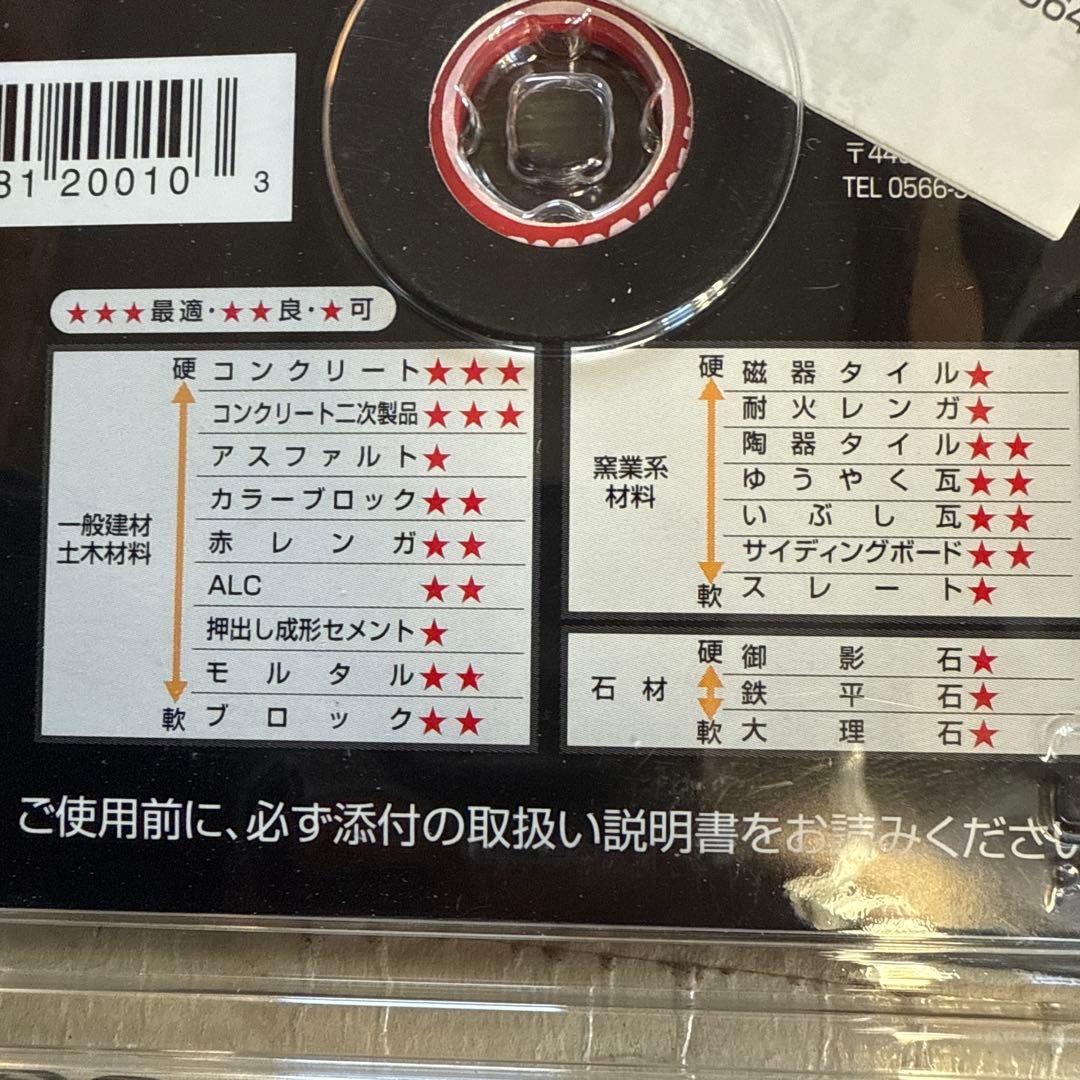 81 20010 3
TEL 0566-3
★★★最適・★★良・★可
一般建材
土木材料
硬
軟
コンクリート★★★
コンクリート二次製品★★★
アスファルト★
カラーブロック★★
赤レンガ★★
ALC ★★
押出し成形セメント★
モルタル★★
ブロック★★
窯業系
材料
硬
軟
磁器タイル★
耐火レンガ★
陶器タイル★★
ゆうやく瓦★★
いぶし瓦★★
サイディングボード★★
スレート★
石材
硬
軟
御影石★
鉄平石★
大理石★
ご使用前に、必ず添付の取扱い説明書をお読みくださ